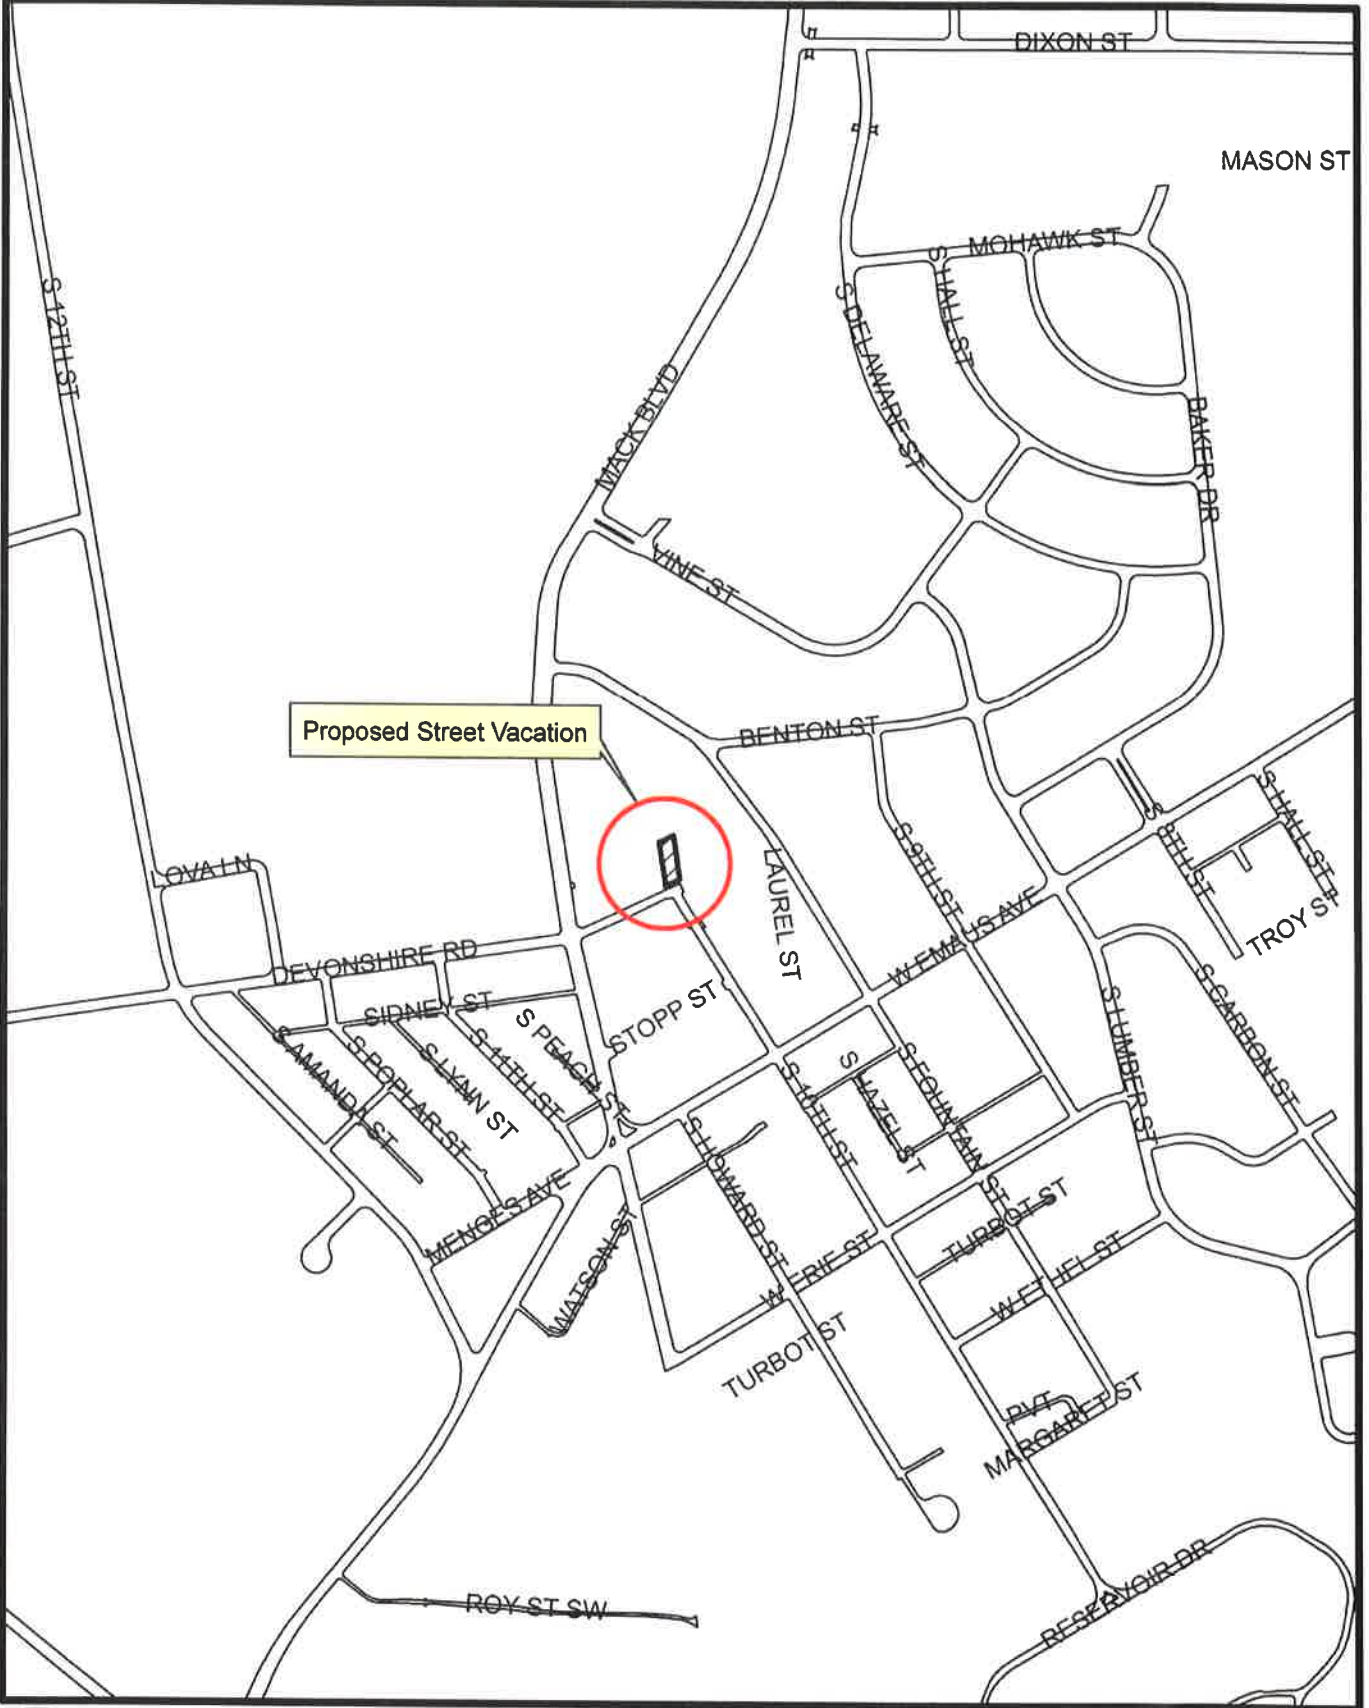 DIXON ST
MASON ST
MOHAWK ST
S HALL ST
S 12TH ST
S DELAWARE ST
MACK BLVD
BAKER DR
VINE ST
Proposed Street Vacation
BENTON ST
S 8TH ST
S HALL ST
S 9TH ST
LAUREL ST
LOVA LN
W EMAUS AVE
TROY ST
DEVONSHIRE RD
SIDNEY ST
S PEACH ST
STOPP ST
S CARBON ST
S LUMBER ST
S AMANDA ST
S POPLAR ST
S LYNN ST
S 11TH ST
S 10TH ST
S HAZEL ST
S FOUNTAIN ST
S HOWARD ST
MENGES AVE
WATSON ST
W ERIE ST
TURBOT ST
W ETHEL ST
TURBOT ST
PVT
MARGARET ST
RESERVOIR DR
ROY ST SW